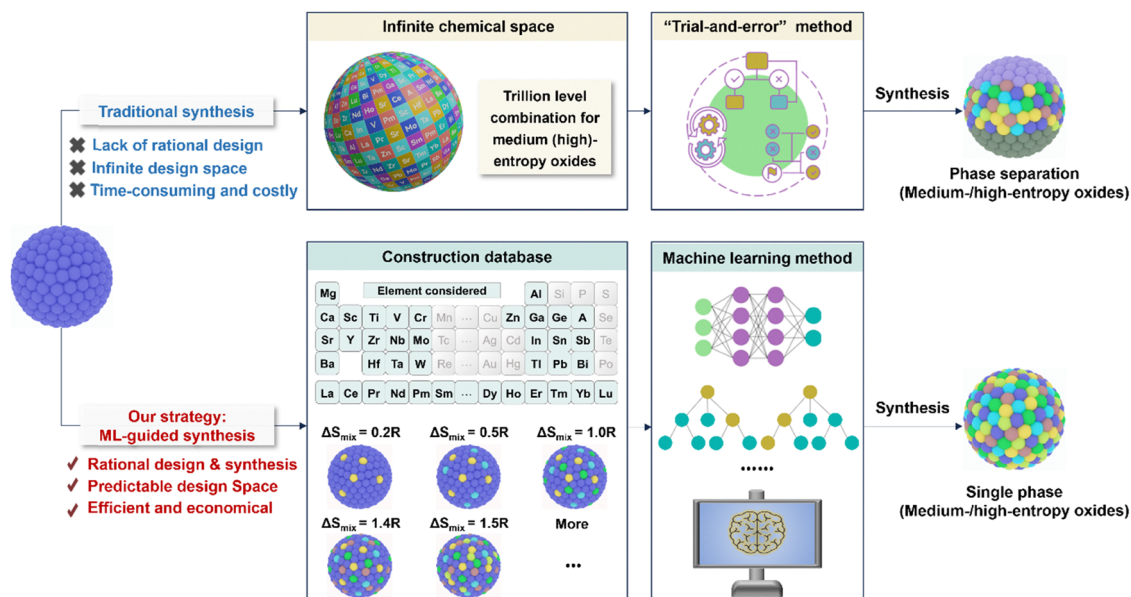 Infinite chemical space
"Trial-and-error" method
Traditional synthesis
Lack of rational design
Infinite design space
Time-consuming and costly
Trillion level
combination for
medium (high)-
entropy oxides
Synthesis
Phase separation
(Medium-/high-entropy oxides)
Construction database
Machine learning method
Element considered
Mg Al Si P S
Ca Sc Ti V Cr Mn ... Cu Zn Ga Ge A Se
Sr Y Zr Nb Mo Tc ... Ag Cd In Sn Sb Te
Ba Hf Ta W Re ... Au Hg Tl Pb Bi Po
La Ce Pr Nd Pm Sm ... Dy Ho Er Tm Yb Lu
Our strategy:
ML-guided synthesis
Rational design & synthesis
Predictable design Space
Efficient and economical
ΔSmix = 0.2R ΔSmix = 0.5R ΔSmix = 1.0R
ΔSmix = 1.4R ΔSmix = 1.5R More
...
......
Synthesis
Single phase
(Medium-/high-entropy oxides)